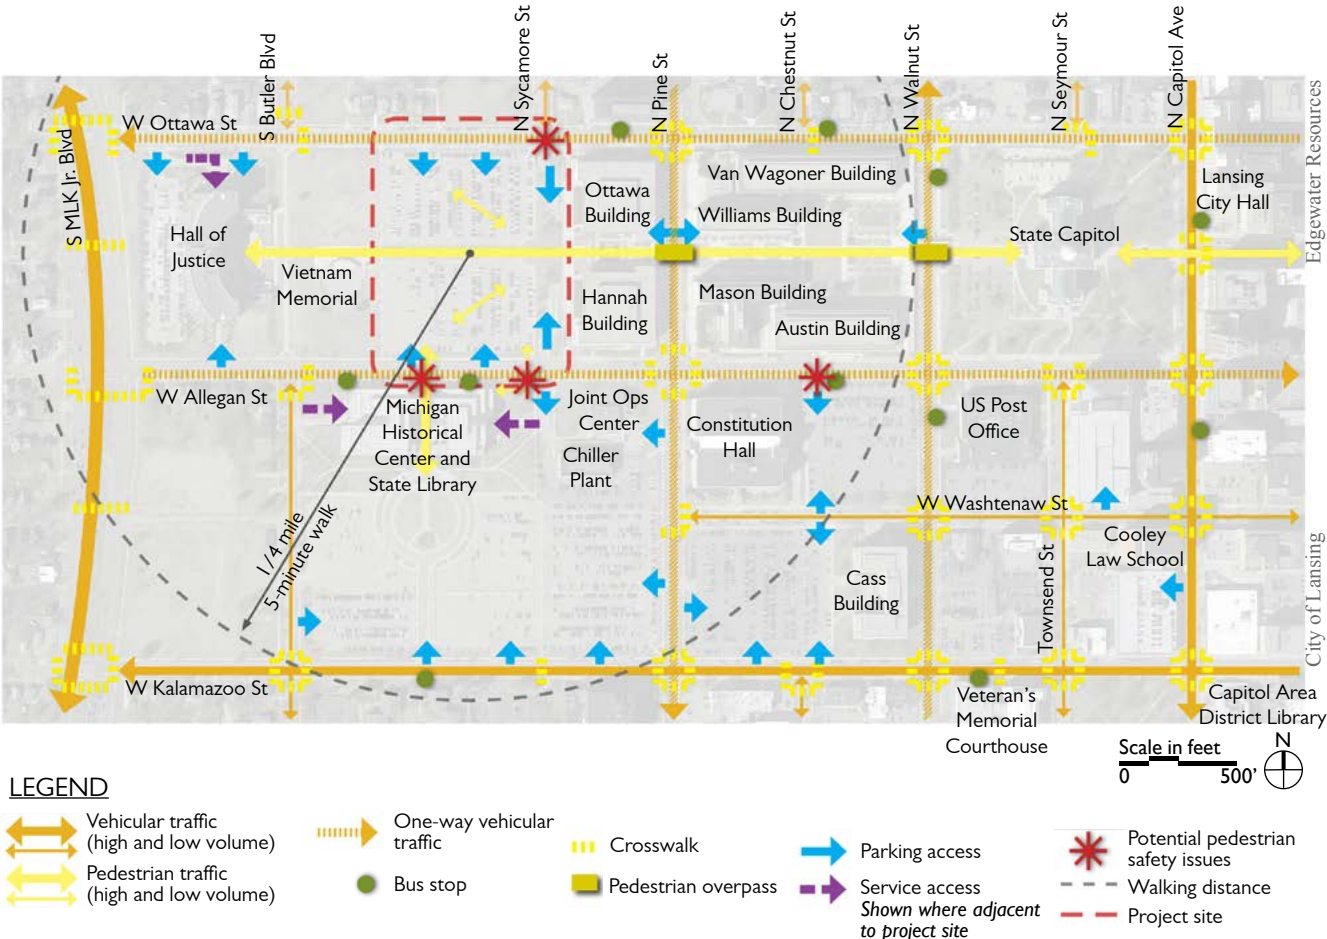 S Butler Blvd
N Sycamore St
N Pine St
N Chestnut St
N Walnut St
N Seymour St
N Capitol Ave
W Ottawa St
S MLK Jr. Blvd
Hall of
Justice
Vietnam
Memorial
Ottawa
Building
Van Wagoner Building
Williams Building
State Capitol
Lansing
City Hall
Edgewater Resources
Hannah
Building
Mason Building
Austin Building
W Allegan St
Michigan
Historical
Center and
State Library
Joint Ops
Center
Chiller
Plant
Constitution
Hall
US Post
Office
W Washtenaw St
Cooley
Law School
Townsend St
City of Lansing
1/4 mile
5-minute walk
Cass
Building
W Kalamazoo St
Veteran's
Memorial
Courthouse
Capitol Area
District Library
Scale in feet
0 500'
N
LEGEND
Vehicular traffic
(high and low volume)
Pedestrian traffic
(high and low volume)
One-way vehicular
traffic
Bus stop
Crosswalk
Pedestrian overpass
Parking access
Service access
Shown where adjacent
to project site
Potential pedestrian
safety issues
Walking distance
Project site